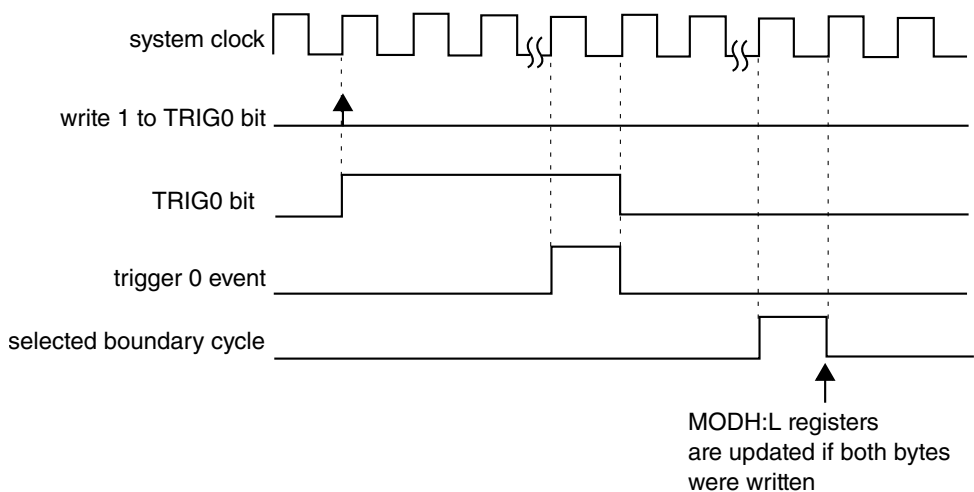 system clock
write 1 to TRIG0 bit
TRIG0 bit
trigger 0 event
selected boundary cycle
MODH:L registers
are updated if both bytes
were written